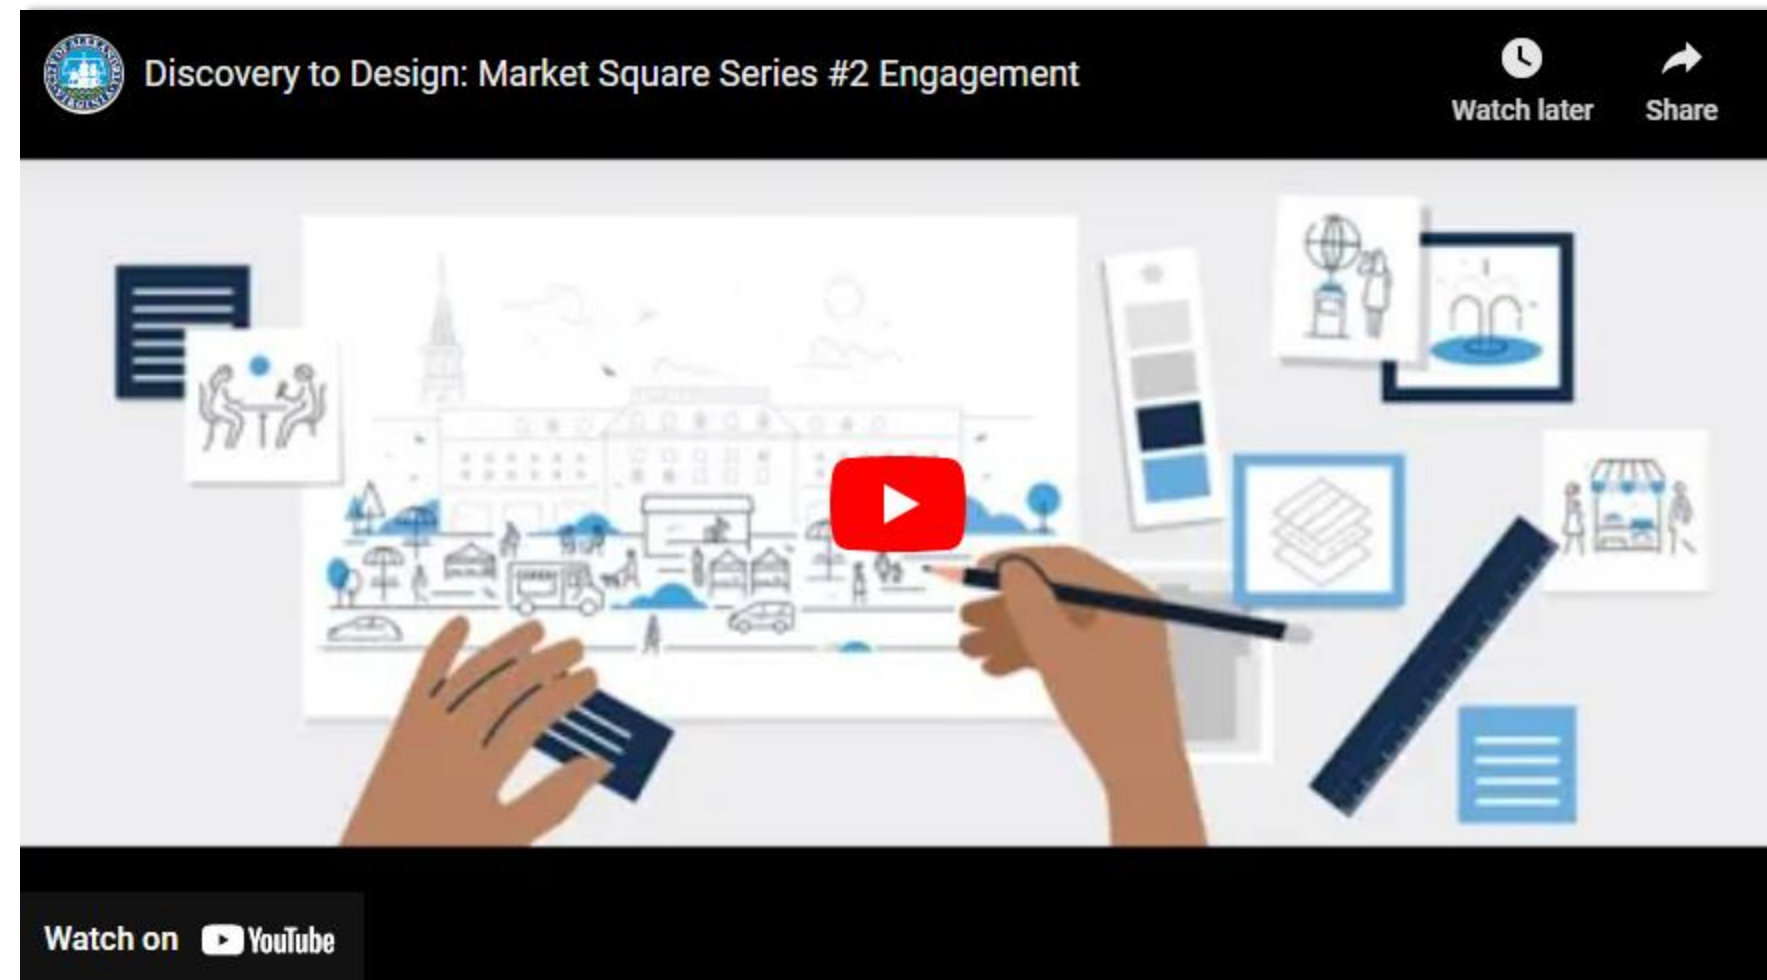 Discovery to Design: Market Square Series #2 Engagement
Watch later
Share
Watch on YouTube